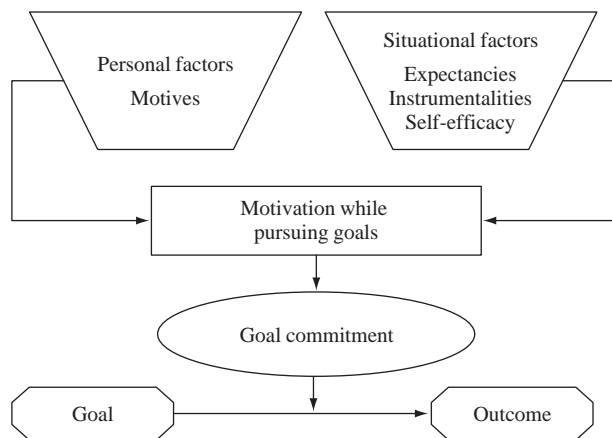 Personal factors
Motives
Situational factors
Expectancies
Instrumentalities
Self-efficacy
Motivation while
pursuing goals
Goal commitment
Goal
Outcome